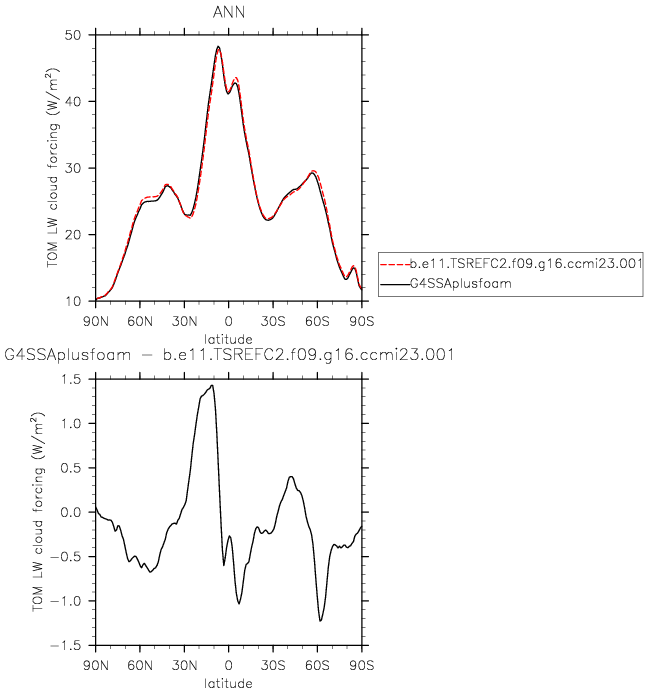 ANN
TOM LW cloud forcing (W/m²)
50
40
30
20
10
90N 60N 30N 0 30S 60S 90S
latitude
b.e11.TSREFC2.f09.g16.ccmi23.001
G4SSAplusfoam
G4SSAplusfoam – b.e11.TSREFC2.f09.g16.ccmi23.001
TOM LW cloud forcing (W/m²)
1.5
1.0
0.5
0.0
−0.5
−1.0
−1.5
90N 60N 30N 0 30S 60S 90S
latitude